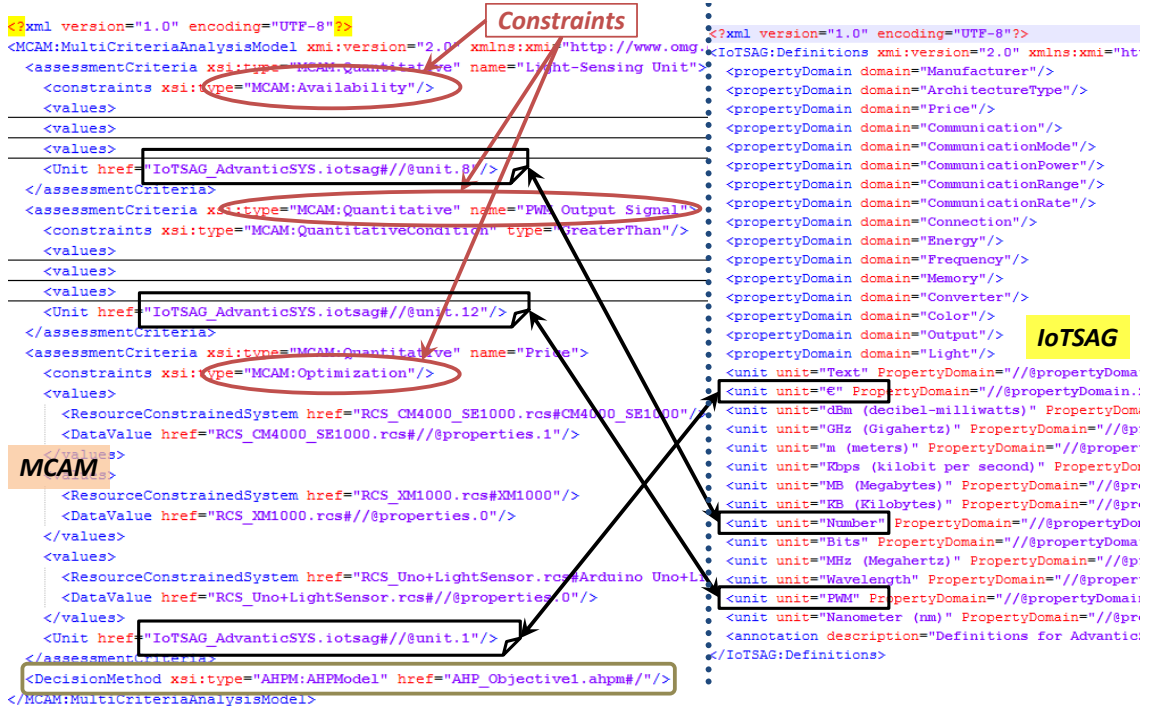 Constraints
<?xml version="1.0" encoding="UTF-8"?>
<MCAM:MultiCriteriaAnalysisModel xmi:version="2.0" xmlns:xmi="http://www.omg.
<assessmentCriteria xsi:type="MCAM:Quantitative" name="Light-Sensing Unit">
<constraints xsi:type="MCAM:Availability"/>
<values>
<values>
<values>
<Unit href="IoTSAG_AdvanticSYS.iotsag#//@unit.8"/>
</assessmentCriteria>
<assessmentCriteria xsi:type="MCAM:Quantitative" name="PWM Output Signal">
<constraints xsi:type="MCAM:QuantitativeCondition" type="GreaterThan"/>
<values>
<values>
<values>
<Unit href="IoTSAG_AdvanticSYS.iotsag#//@unit.12"/>
</assessmentCriteria>
<assessmentCriteria xsi:type="MCAM:Quantitative" name="Price">
<constraints xsi:type="MCAM:Optimization"/>
<values>
<ResourceConstrainedSystem href="RCS_CM4000_SE1000.rcs#CM4000_SE1000"/
<DataValue href="RCS_CM4000_SE1000.rcs#//@properties.1"/>
</values>
MCAM
<values>
<ResourceConstrainedSystem href="RCS_XM1000.rcs#XM1000"/>
<DataValue href="RCS_XM1000.rcs#//@properties.0"/>
</values>
<values>
<ResourceConstrainedSystem href="RCS_Uno+LightSensor.rcs#Arduino Uno+Li
<DataValue href="RCS_Uno+LightSensor.rcs#//@properties.0"/>
</values>
<Unit href="IoTSAG_AdvanticSYS.iotsag#//@unit.1"/>
</assessmentCriteria>
<DecisionMethod xsi:type="AHPM:AHPModel" href="AHP_Objective1.ahpm#/"/>
</MCAM:MultiCriteriaAnalysisModel>
<?xml version="1.0" encoding="UTF-8"?>
<IoTSAG:Definitions xmi:version="2.0" xmlns:xmi="ht
<propertyDomain domain="Manufacturer"/>
<propertyDomain domain="ArchitectureType"/>
<propertyDomain domain="Price"/>
<propertyDomain domain="Communication"/>
<propertyDomain domain="CommunicationMode"/>
<propertyDomain domain="CommunicationPower"/>
<propertyDomain domain="CommunicationRange"/>
<propertyDomain domain="CommunicationRate"/>
<propertyDomain domain="Connection"/>
<propertyDomain domain="Energy"/>
<propertyDomain domain="Frequency"/>
<propertyDomain domain="Memory"/>
<propertyDomain domain="Converter"/>
<propertyDomain domain="Color"/>
<propertyDomain domain="Output"/>
IoTSAG
<propertyDomain domain="Light"/>
<unit unit="Text" PropertyDomain="//@propertyDoma
<unit unit="€" PropertyDomain="//@propertyDomain.
<unit unit="dBm (decibel-milliwatts)" PropertyDoma
<unit unit="GHz (Gigahertz)" PropertyDomain="//@p
<unit unit="m (meters)" PropertyDomain="//@proper
<unit unit="Kbps (kilobit per second)" PropertyDo
<unit unit="MB (Megabytes)" PropertyDomain="//@pr
<unit unit="KB (Kilobytes)" PropertyDomain="//@pr
<unit unit="Number" PropertyDomain="//@propertyDo
<unit unit="Bits" PropertyDomain="//@propertyDoma
<unit unit="MHz (Megahertz)" PropertyDomain="//@p
<unit unit="Wavelength" PropertyDomain="//@proper
<unit unit="PWM" PropertyDomain="//@propertyDomai
<unit unit="Nanometer (nm)" PropertyDomain="//@pr
<annotation description="Definitions for Advantic
</IoTSAG:Definitions>